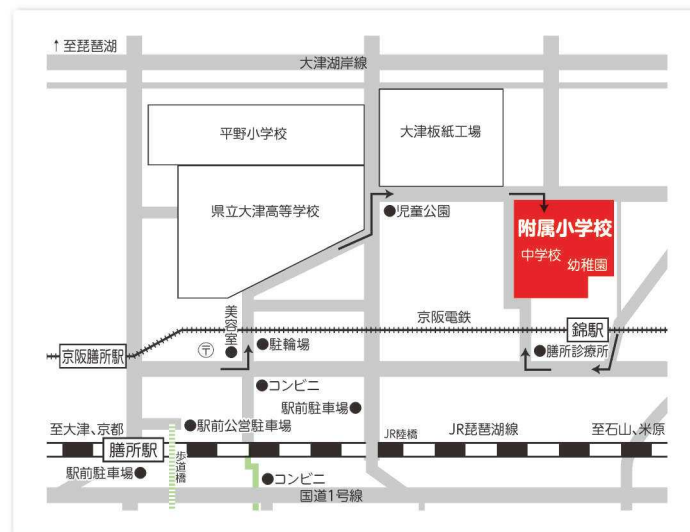 ↑至琵琶湖
大津湖岸線
平野小学校
大津板紙工場
県立大津高等学校
●児童公園
附属小学校
中学校
幼稚園
美容室●
京阪電鉄
錦駅
〒
●駐輪場
京阪膳所駅
●膳所診療所
●コンビニ
駅前駐車場●
●駅前公営駐車場
至大津、京都
JR陸橋
JR琵琶湖線
至石山、米原
膳所駅
歩道橋
駅前駐車場●
●コンビニ
国道1号線